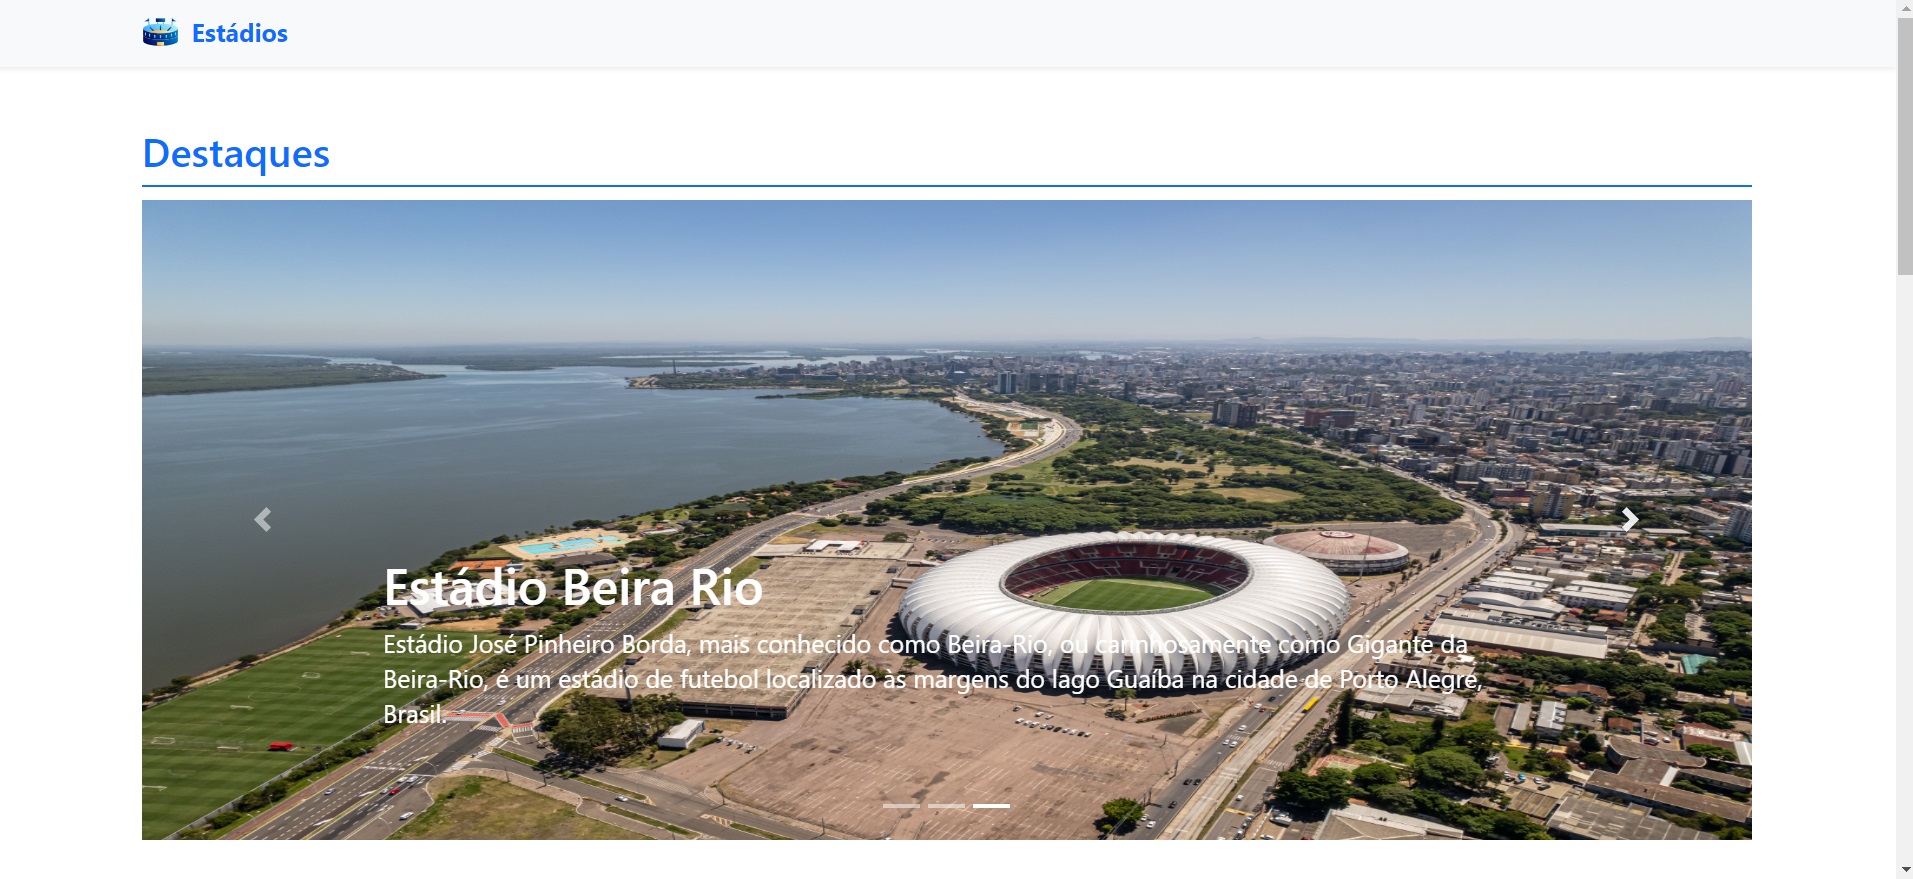 Estádios
Destaques
Estádio Beira Rio
Estádio José Pinheiro Borda, mais conhecido como Beira-Rio, ou carinhosamente como Gigante da
Beira-Rio, é um estádio de futebol localizado às margens do lago Guaíba na cidade de Porto Alegre,
Brasil.